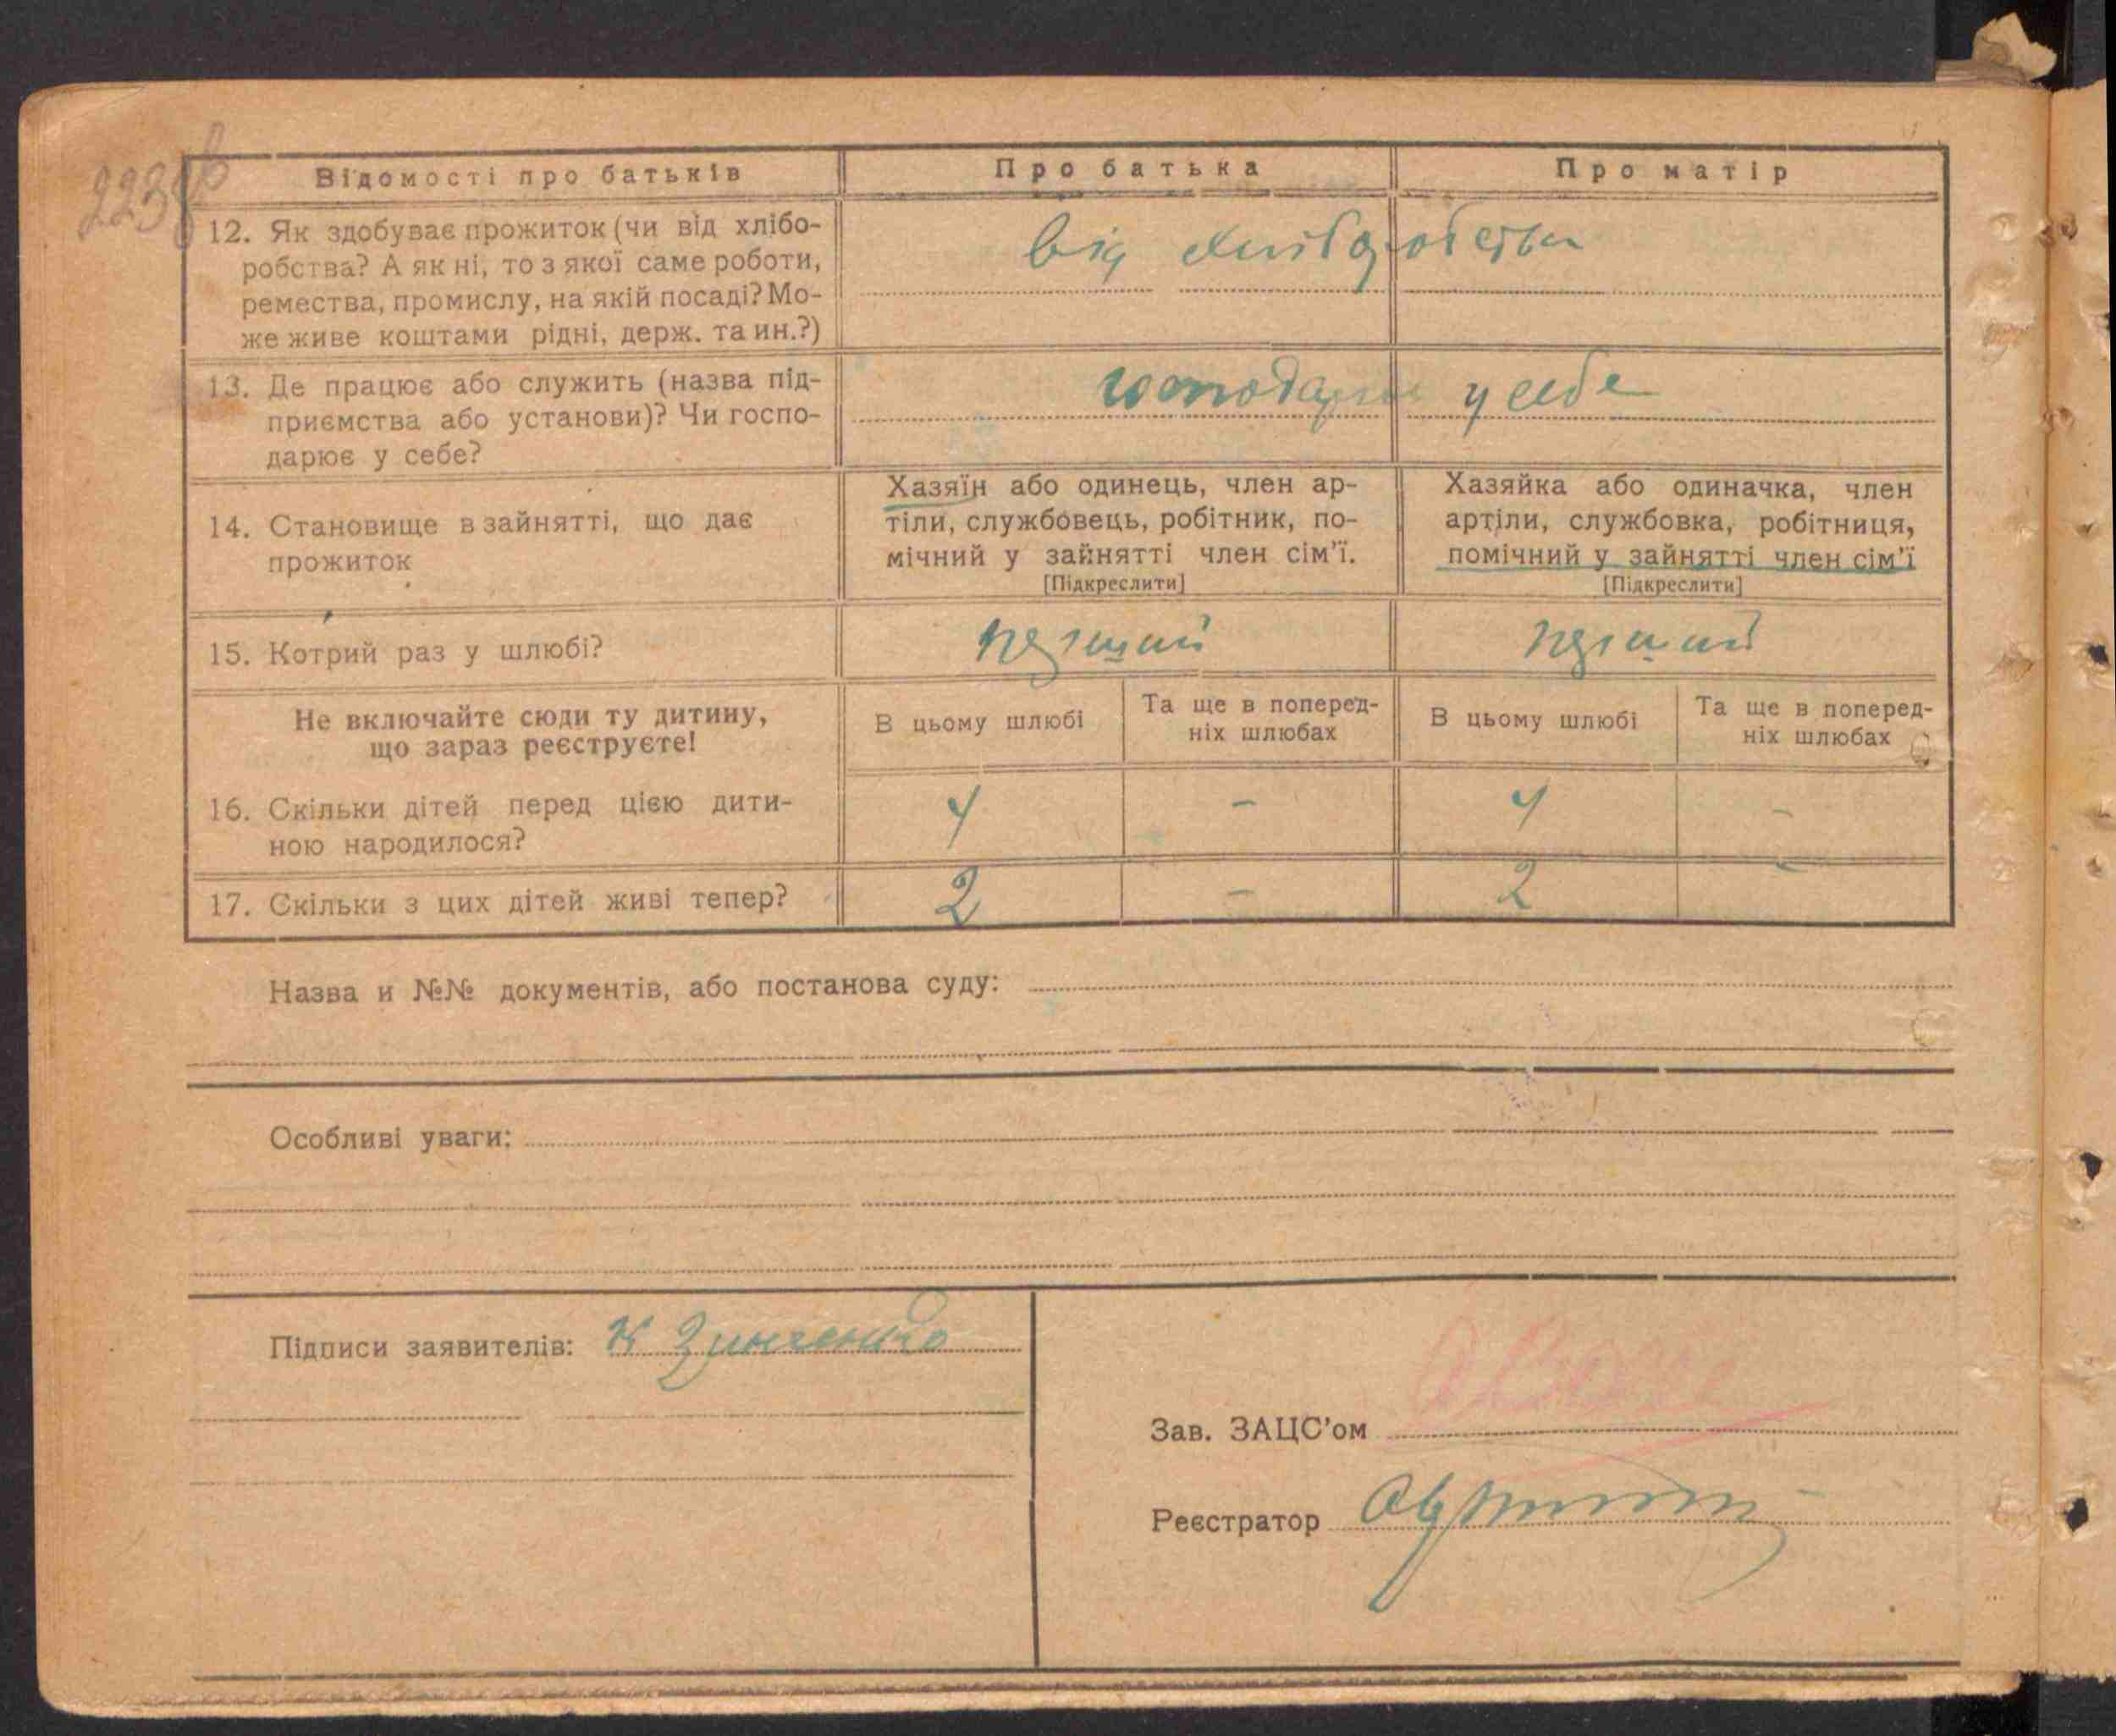 223 зв
Відомості про батьків
Про батька
Про матір
12. Як здобуває прожиток (чи від хлібо-
робства? А як ні, то з якої саме роботи,
ремества, промислу, на якій посаді? Мо-
же живе коштами рідні, держ. та ин.?)
від хліборобства
13. Де працює або служить (назва під-
приємства або установи)? Чи госпо-
дарює у себе?
господарює у себе
14. Становище в зайнятті, що дає
прожиток
Хазяїн або одинець, член ар-
тіли, службовець, робітник, по-
мічний у зайнятті член сім'ї.
[Підкреслити]
Хазяйка або одиначка, член
артіли, службовка, робітниця,
помічний у зайнятті член сім'ї
[Підкреслити]
15. Котрий раз у шлюбі?
перший
перший
Не включайте сюди ту дитину,
що зараз реєструєте!
В цьому шлюбі
Та ще в поперед-
ніх шлюбах
В цьому шлюбі
Та ще в поперед-
ніх шлюбах
16. Скільки дітей перед цією дити-
ною народилося?
4 - 4 -
17. Скільки з цих дітей живі тепер?
2 - 2 -
Назва и №№ документів, або постанова суду:
Особливі уваги:
Підписи заявителів: К Зинченко
Зав. ЗАЦС'ом
Реєстратор